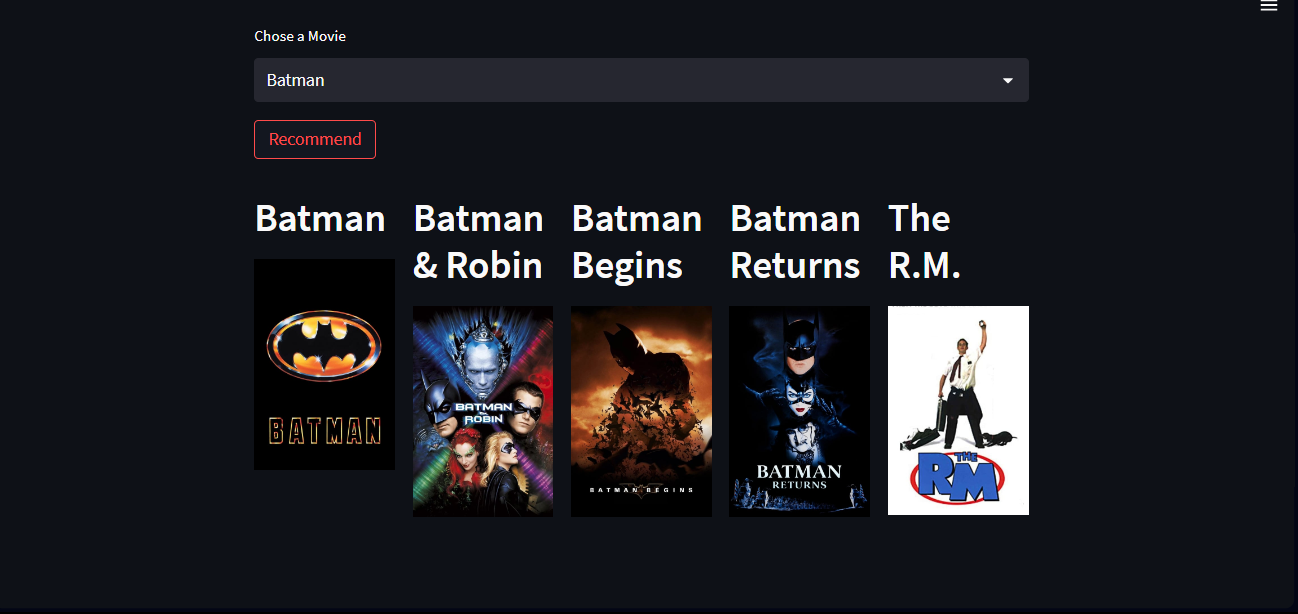 Chose a Movie
Batman
Recommend
Batman
Batman
& Robin
Batman
Begins
Batman
Returns
The
R.M.
BATMAN
BATMAN
& ROBIN
BATMAN BEGINS
BATMAN
RETURNS
THE
RM